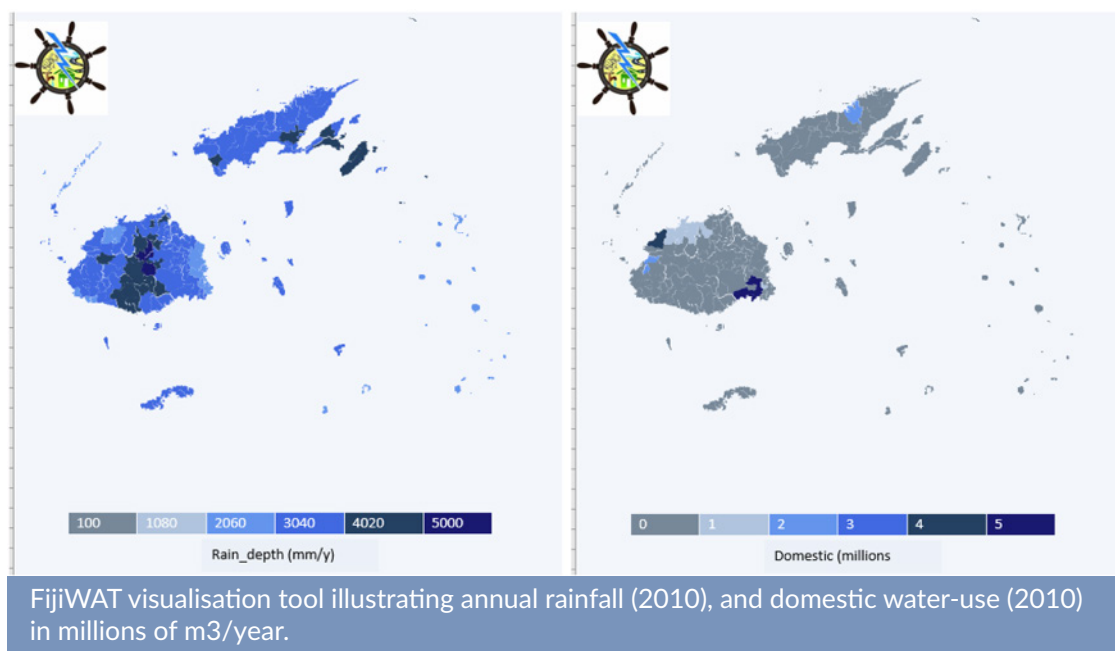 100 1080 2060 3040 4020 5000
Rain_depth (mm/y)
0 1 2 3 4 5
Domestic (millions
FijiWAT visualisation tool illustrating annual rainfall (2010), and domestic water-use (2010)
in millions of m3/year.